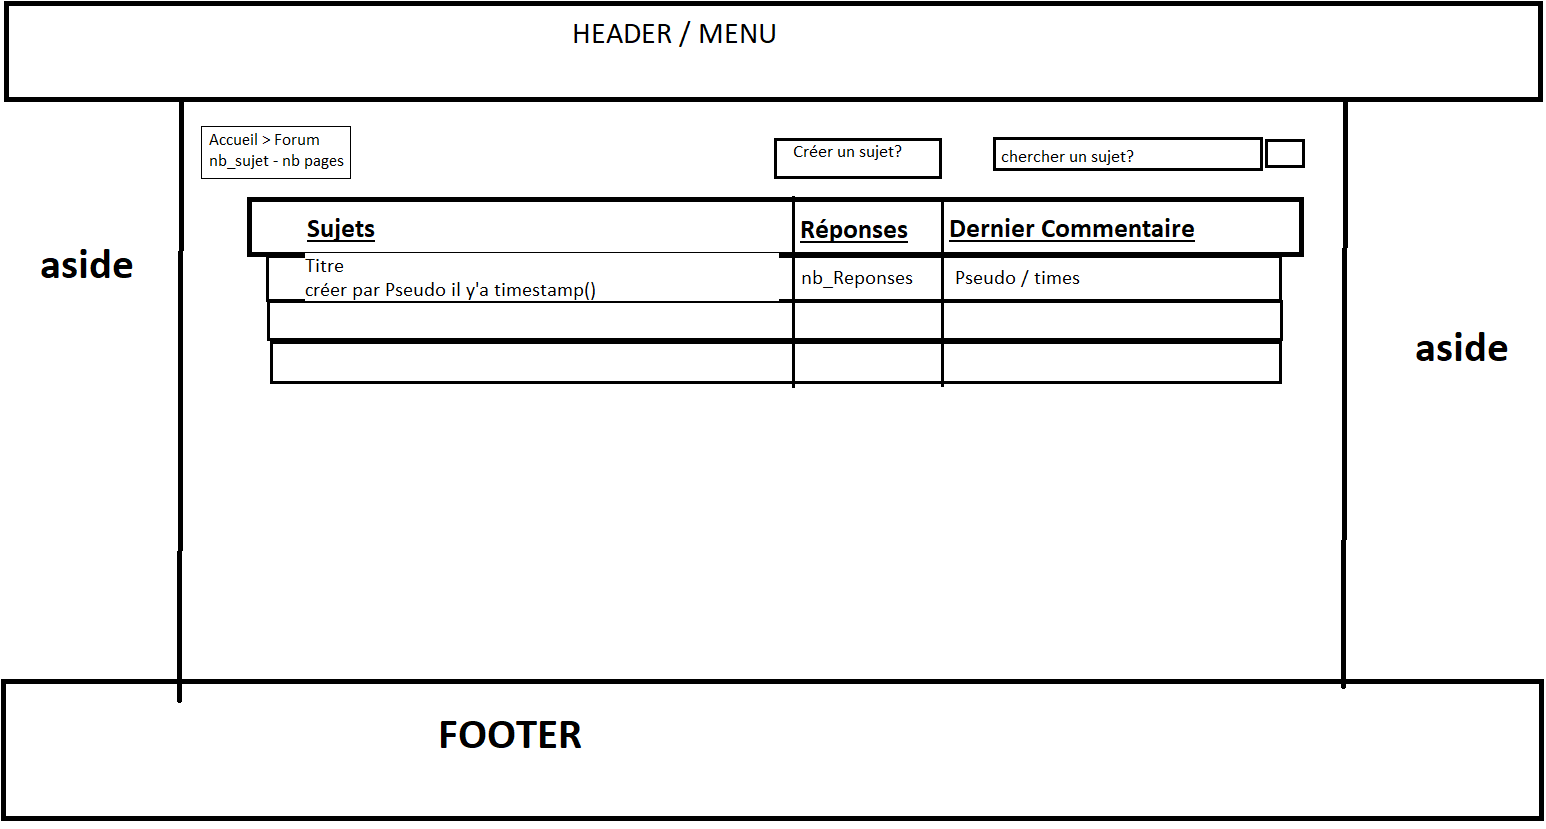 HEADER / MENU
Accueil > Forum
nb_sujet - nb pages
Créer un sujet?
chercher un sujet?
aside
Sujets
Réponses
Dernier Commentaire
Titre
créer par Pseudo il y'a timestamp()
nb_Reponses
Pseudo / times
aside
FOOTER